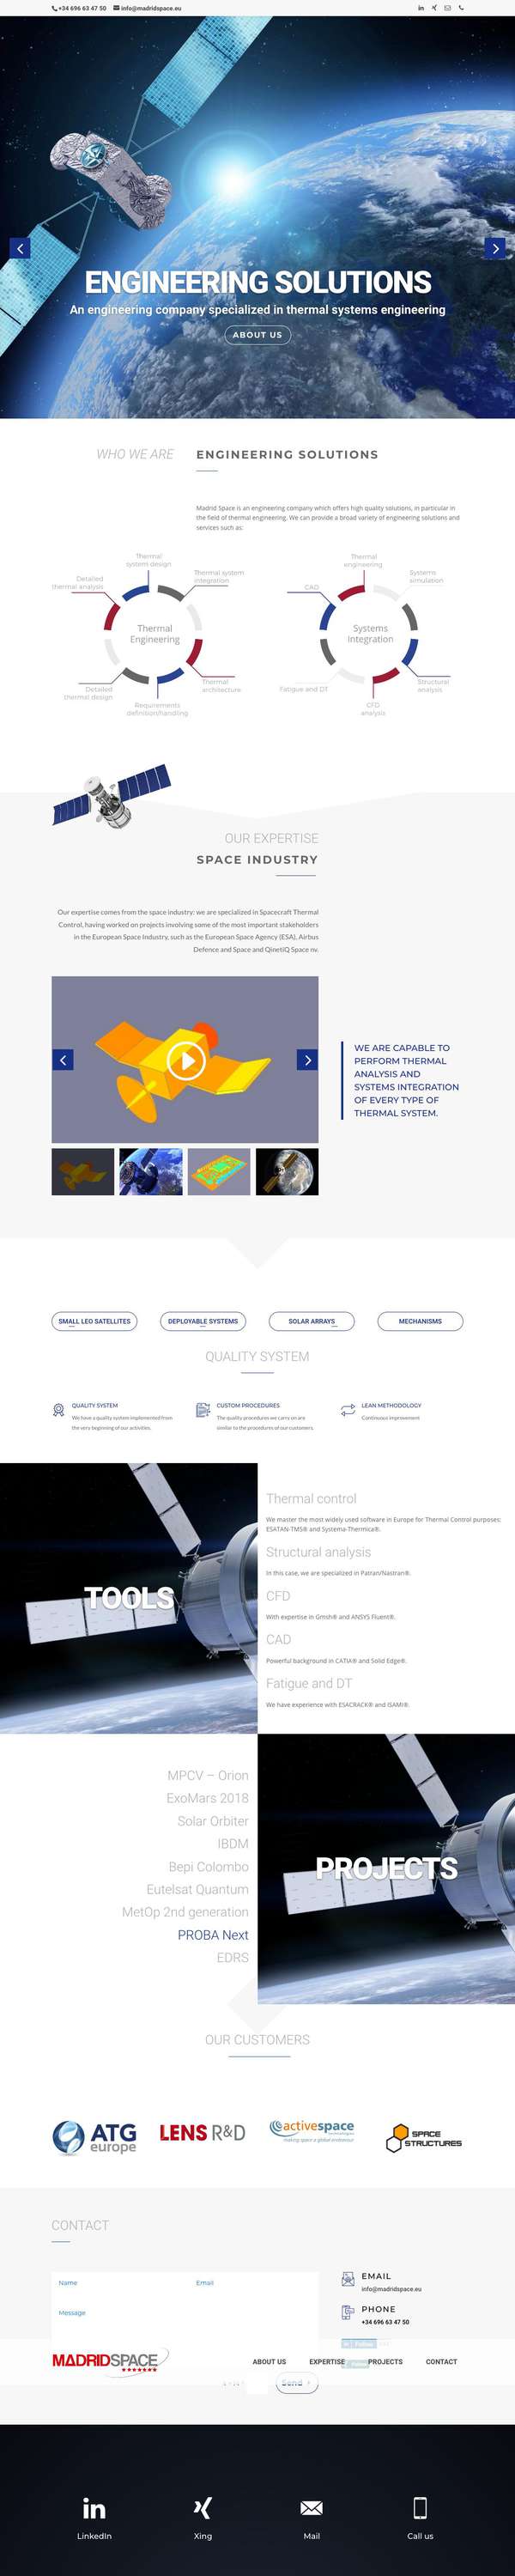 +34 696 63 47 50 info@madridspace.eu
ENGINEERING SOLUTIONS
An engineering company specialized in thermal systems engineering
ABOUT US
WHO WE ARE ENGINEERING SOLUTIONS
Madrid Space is an engineering company which offers high quality solutions, in particular in
the field of thermal engineering. We can provide a broad variety of engineering solutions and
services such as:
Thermal
system design
Thermal system
integration
Detailed
thermal analysis
Thermal
Engineering
Thermal
architecture
Detailed
thermal design
Requirements
definition/handling
Thermal
engineering
Systems
simulation
CAD
Systems
Integration
Structural
analysis
Fatigue and DT
CFD
analysis
OUR EXPERTISE
SPACE INDUSTRY
Our expertise comes from the space industry: we are specialized in Spacecraft Thermal
Control, having worked on projects involving some of the most important stakeholders
in the European Space Industry, such as the European Space Agency (ESA), Airbus
Defence and Space and QinetiQ Space nv.
WE ARE CAPABLE TO
PERFORM THERMAL
ANALYSIS AND
SYSTEMS INTEGRATION
OF EVERY TYPE OF
THERMAL SYSTEM.
SMALL LEO SATELLITES DEPLOYABLE SYSTEMS SOLAR ARRAYS MECHANISMS
QUALITY SYSTEM
QUALITY SYSTEM
We have a quality system implemented from
the very beginning of our activities.
CUSTOM PROCEDURES
The quality procedures we carry on are
similar to the procedures of our customers.
LEAN METHODOLOGY
Continuous improvement
TOOLS
Thermal control
We master the most widely used software in Europe for Thermal Control purposes:
ESATAN-TMS® and Systema-Thermica®.
Structural analysis
In this case, we are specialized in Patran/Nastran®.
CFD
With expertise in Gmsh® and ANSYS Fluent®.
CAD
Powerful background in CATIA® and Solid Edge®.
Fatigue and DT
We have experience with ESACRACK® and GAMI®.
MPCV – Orion
ExoMars 2018
Solar Orbiter
IBDM
Bepi Colombo
Eutelsat Quantum
MetOp 2nd generation
PROBA Next
EDRS
PROJECTS
OUR CUSTOMERS
ATG
europe
LENS R&D
activespace
technologies
making space a global endeavour
SPACE
STRUCTURES
CONTACT
Name Email
Message
EMAIL
info@madridspace.eu
PHONE
+34 696 63 47 50
Follow
MADRIDSPACE
ABOUT US EXPERTISE PROJECTS CONTACT
Send
LinkedIn Xing Mail Call us